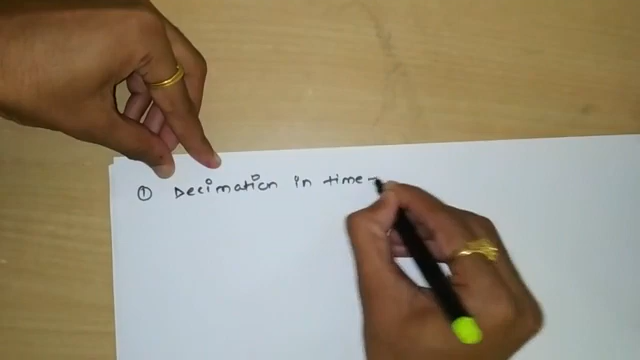 ① Decimation in time-